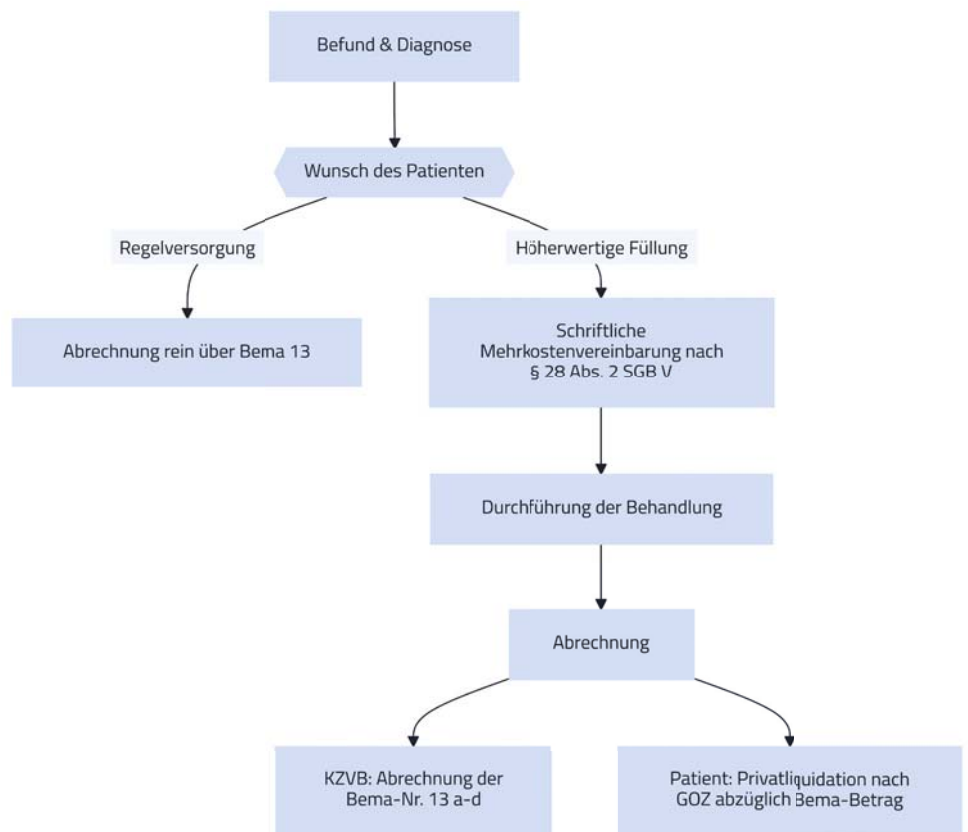 Befund & Diagnose
Wunsch des Patienten
Regelversorgung
Höherwertige Füllung
Abrechnung rein über Bema 13
Schriftliche
Mehrkostenvereinbarung nach
§ 28 Abs. 2 SGB V
Durchführung der Behandlung
Abrechnung
KZVB: Abrechnung der
Bema-Nr. 13 a-d
Patient: Privatliquidation nach
GOZ abzüglich Bema-Betrag